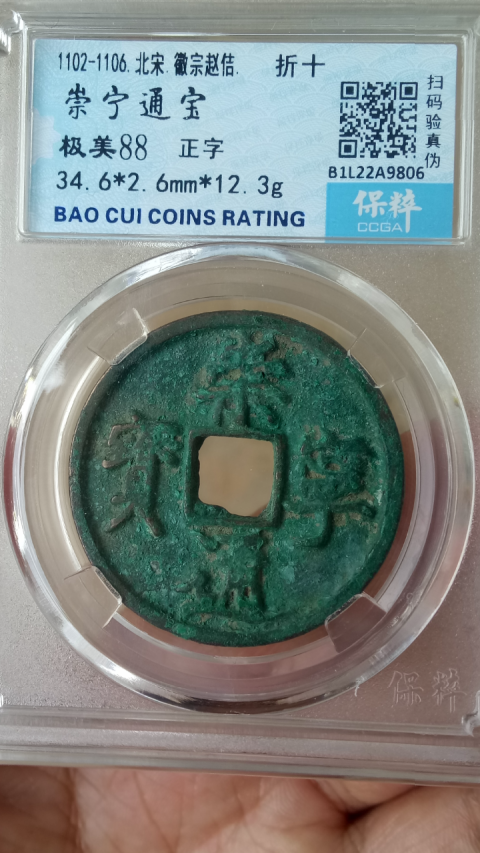 1102-1106.北宋.徽宗赵佶. 折十
崇宁通宝
极美88 正字
34.6*2.6mm*12.3g
BAO CUI COINS RATING
扫码验真伪
B1L22A9806
保粹
CCGA
崇
寧
通
寳
保粹